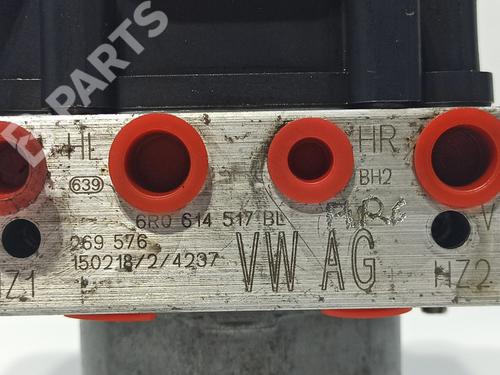 B-PARTS
HL
HR
639
BH2
6R0 614 517 BL
V
269 576
150218/2/4237
VW AG
HZ2
Z1